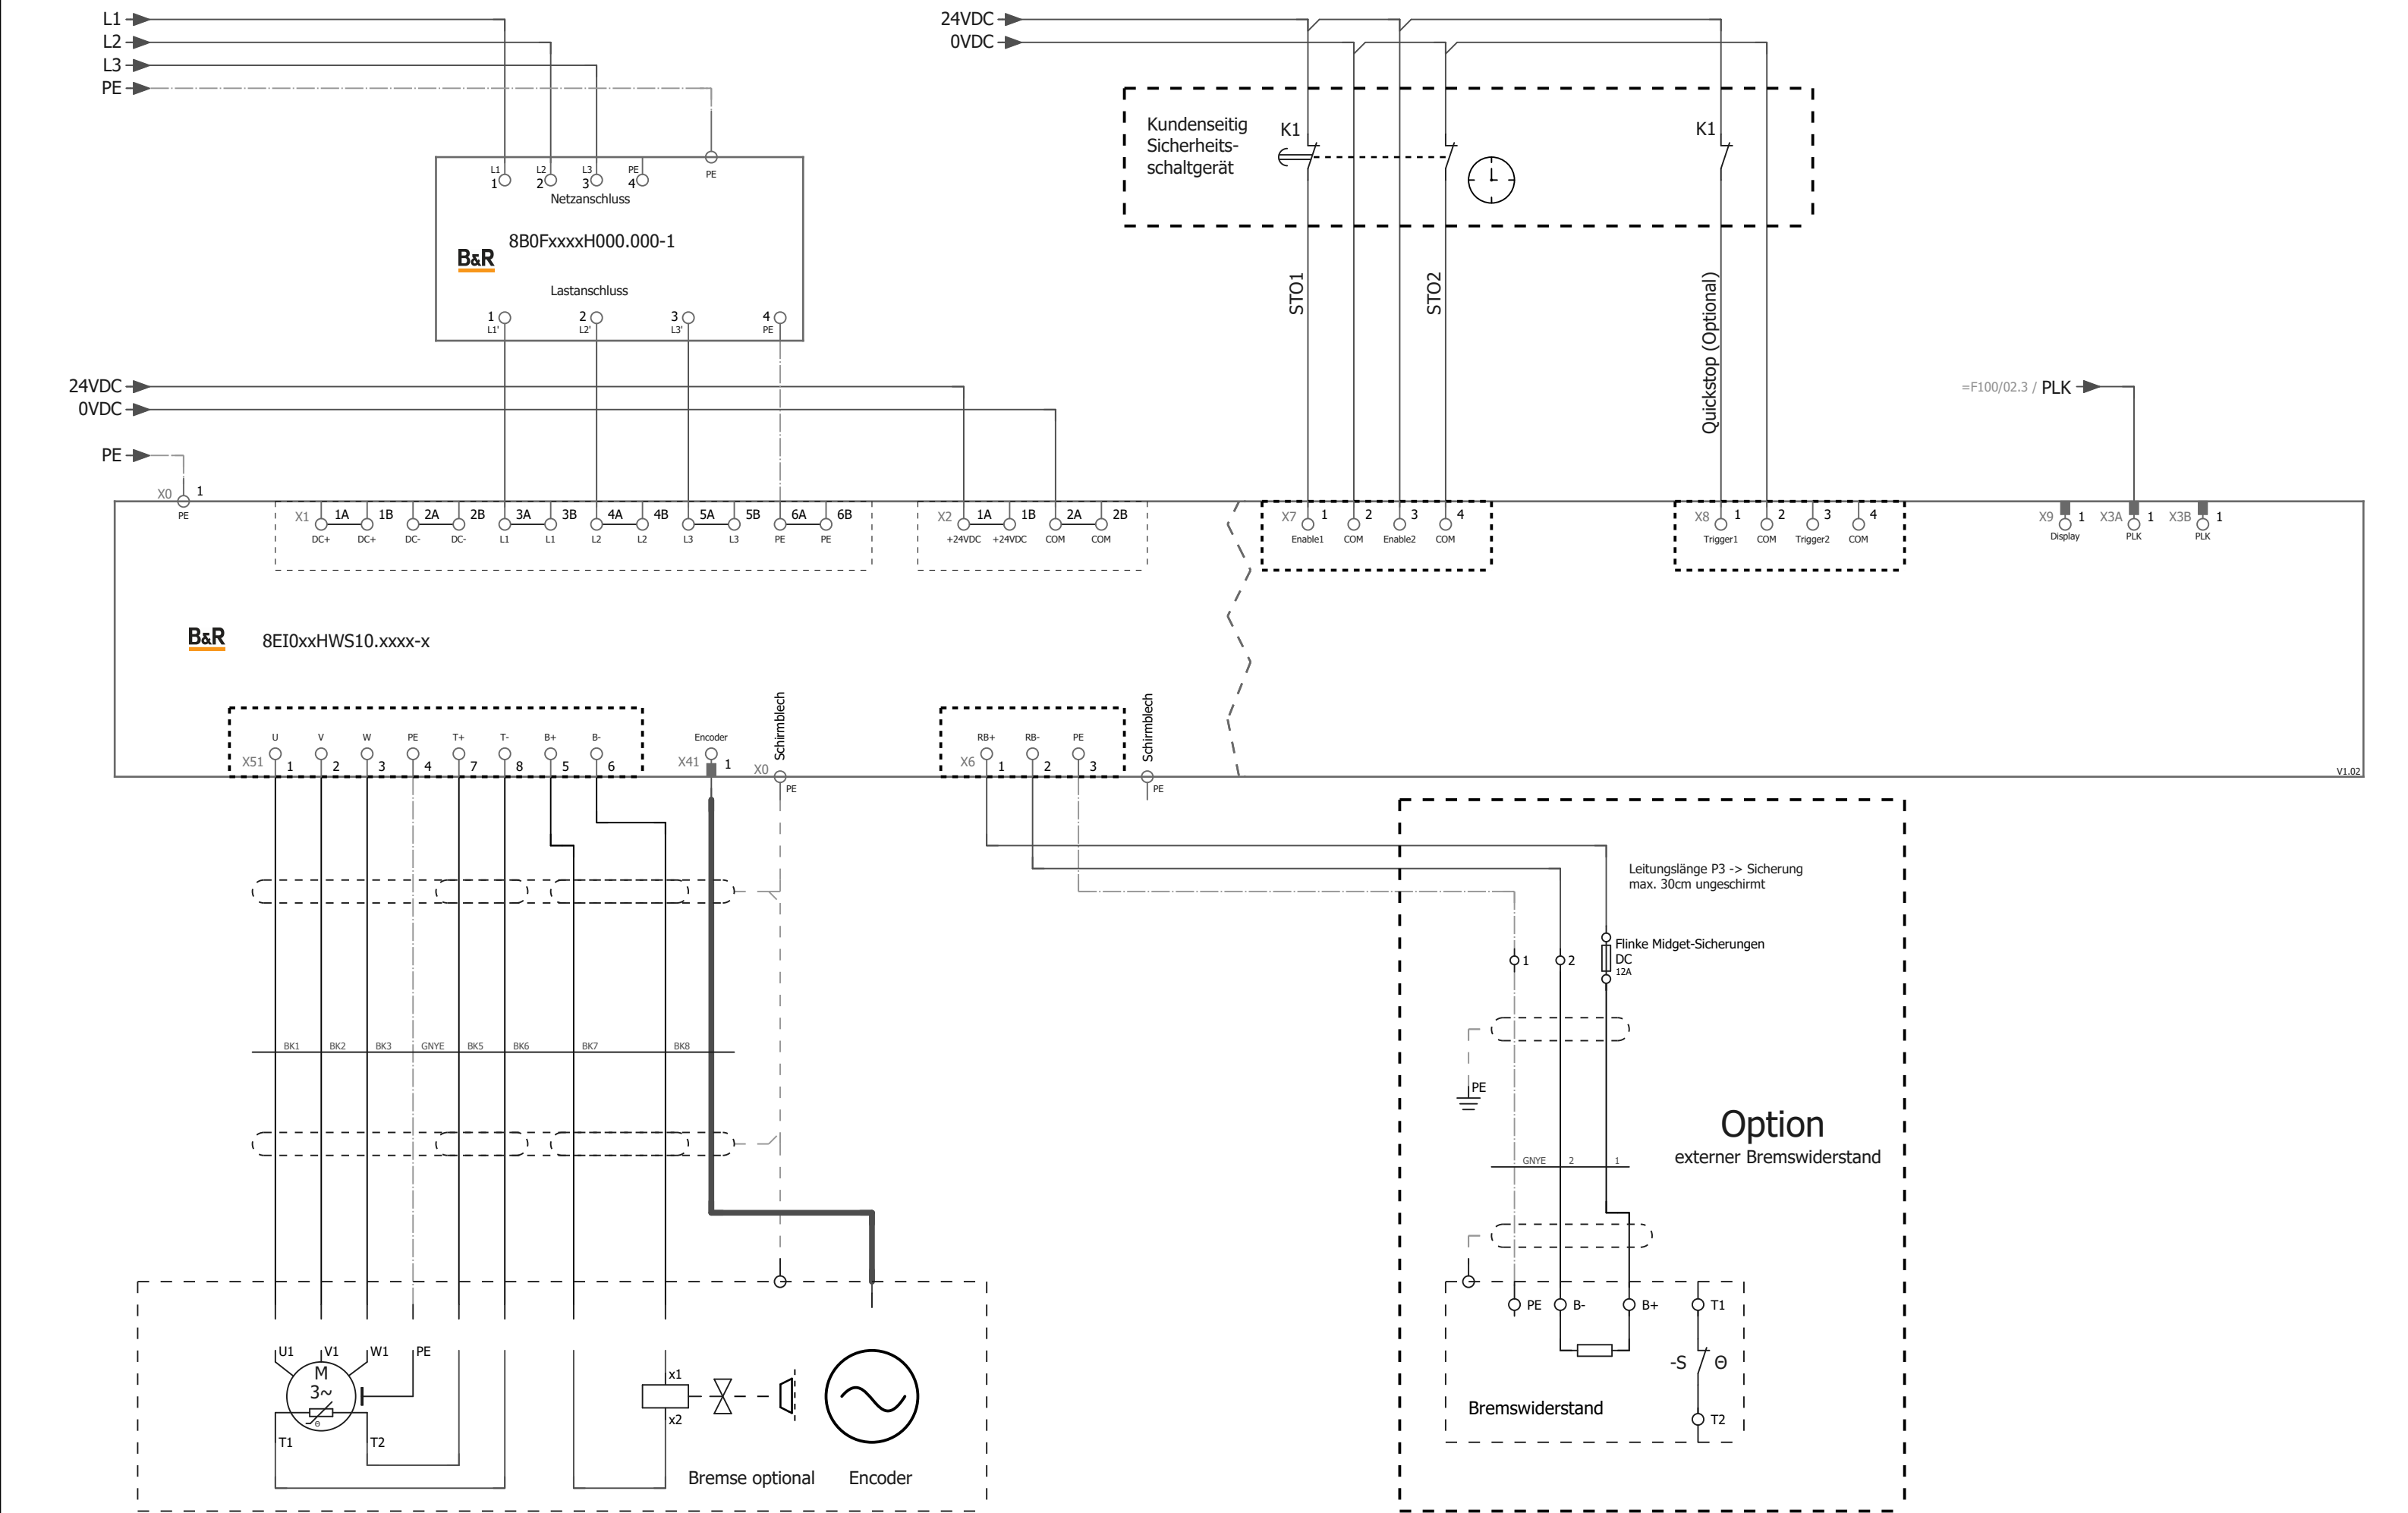 L1
L2
L3
PE
24VDC
0VDC
Kundenseitig
Sicherheits-
schaltgerät
K1
K1
L1 L2 L3 PE PE
1 2 3 4
Netzanschluss
8B0FxxxxH000.000-1
B&R
Lastanschluss
1 2 3 4
L1' L2' L3' PE
STO1
STO2
Quickstop (Optional)
24VDC
0VDC
=F100/02.3 / PLK
PE
X0 1
PE
X1 1A 1B 2A 2B 3A 3B 4A 4B 5A 5B 6A 6B
DC+ DC+ DC- DC- L1 L1 L2 L2 L3 L3 PE PE
X2 1A 1B 2A 2B
+24VDC +24VDC COM COM
X7 1 2 3 4
Enable1 COM Enable2 COM
X8 1 2 3 4
Trigger1 COM Trigger2 COM
X9 1 X3A 1 X3B 1
Display PLK PLK
B&R 8EI0xxHWS10.xxxx-x
U V W PE T+ T- B+ B-
X51 1 2 3 4 7 8 5 6
Encoder
X41 1
Schirmblech
X0
PE
RB+ RB- PE
X6 1 2 3
Schirmblech
PE
V1.02
Leitungslänge P3 -> Sicherung
max. 30cm ungeschirmt
Flinke Midget-Sicherungen
DC
12A
1 2
BK1 BK2 BK3 GNYE BK5 BK6 BK7 BK8
PE
Option
externer Bremswiderstand
GNYE 2 1
PE B- B+ T1
-S Θ
Bremswiderstand
T2
U1 V1 W1 PE
M
3~
θ
T1 T2
x1
x2
Bremse optional
Encoder